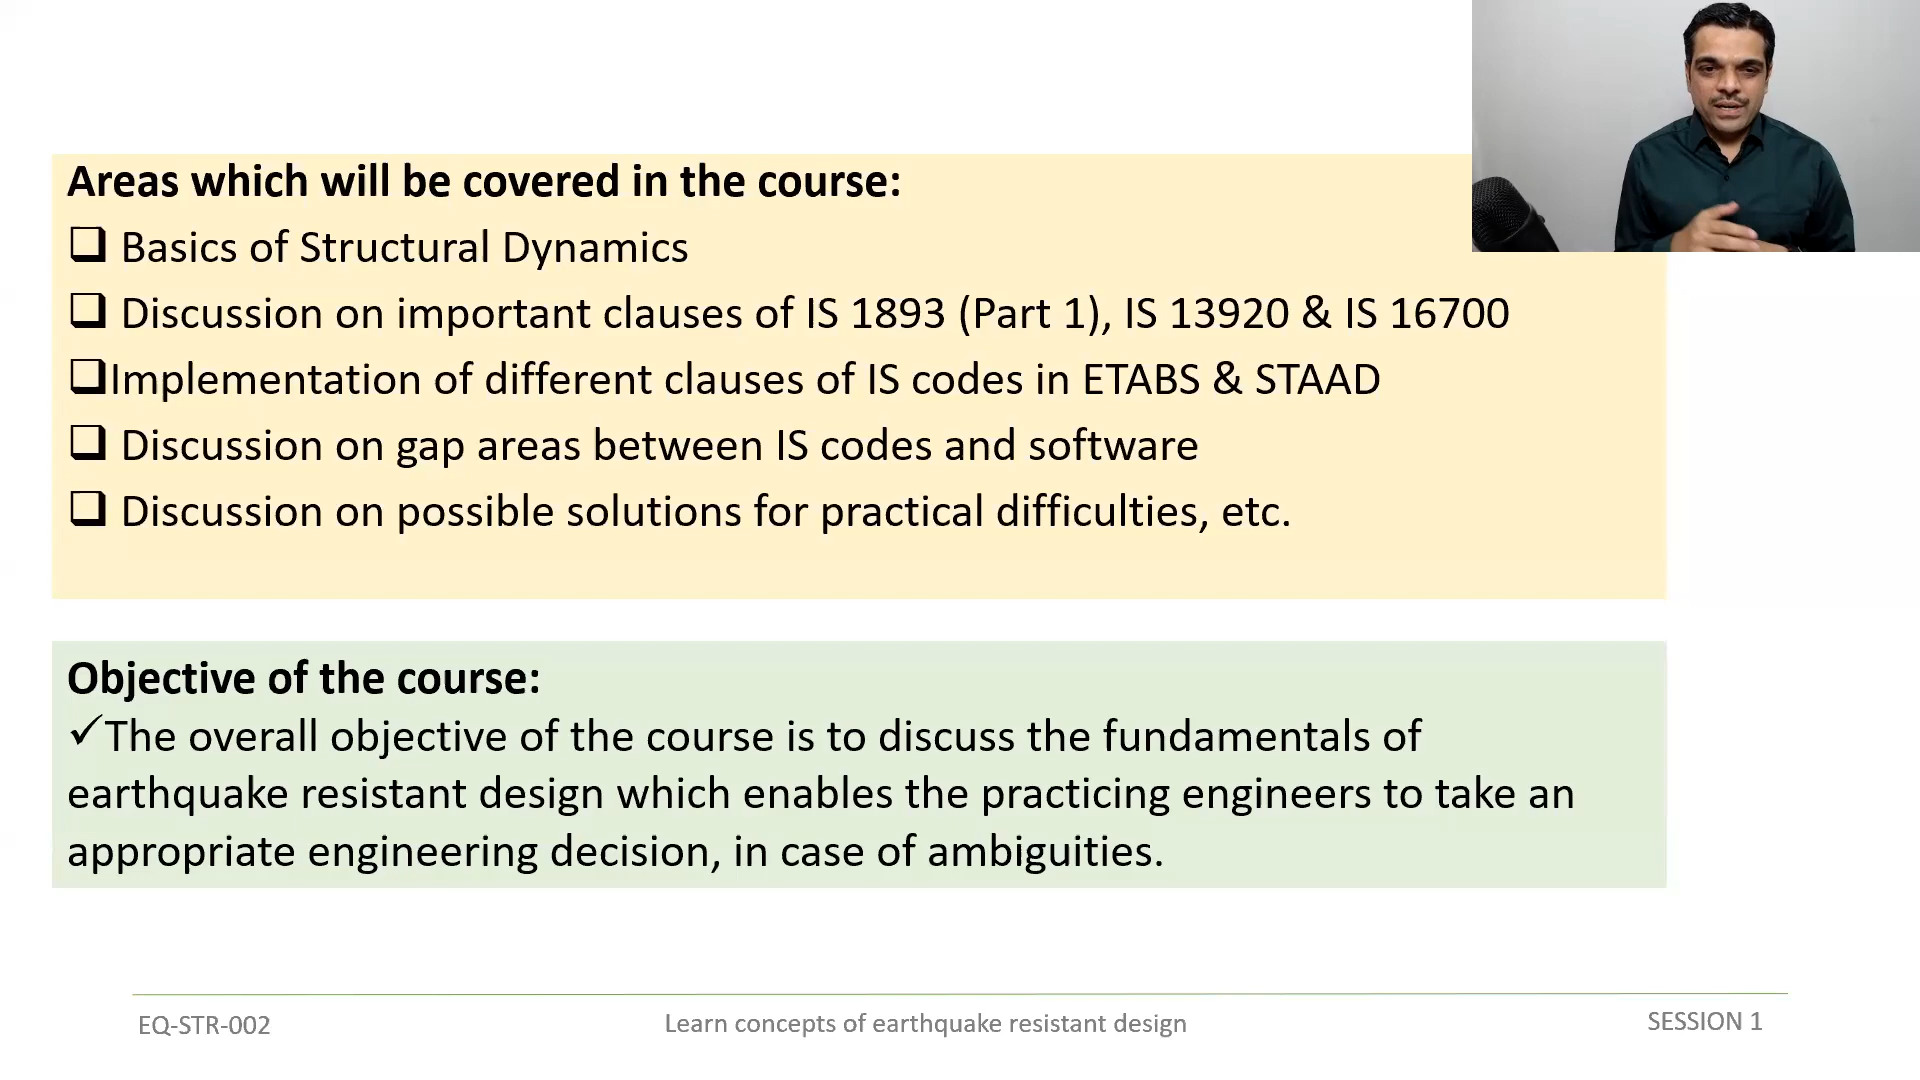 Areas which will be covered in the course:
❑ Basics of Structural Dynamics
❑ Discussion on important clauses of IS 1893 (Part 1), IS 13920 & IS 16700
❑Implementation of different clauses of IS codes in ETABS & STAAD
❑ Discussion on gap areas between IS codes and software
❑ Discussion on possible solutions for practical difficulties, etc.
Objective of the course:
✓The overall objective of the course is to discuss the fundamentals of
earthquake resistant design which enables the practicing engineers to take an
appropriate engineering decision, in case of ambiguities.
EQ-STR-002
Learn concepts of earthquake resistant design
SESSION 1